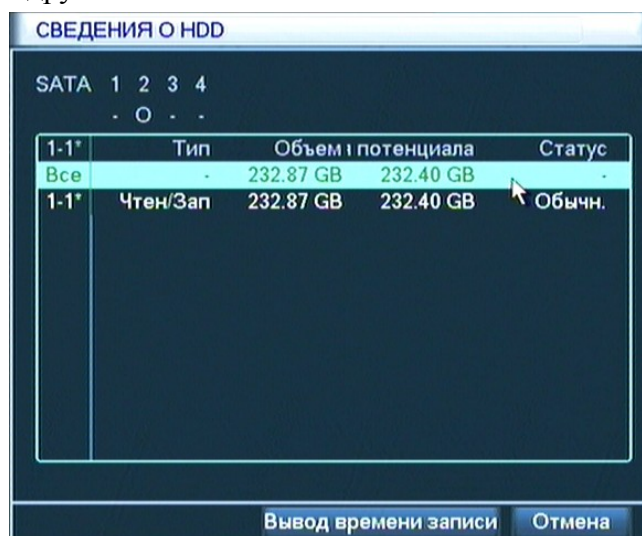 СВЕДЕНИЯ О HDD
SATA 1 2 3 4
- O - -
1-1* Тип Объем потенциала Статус
Все - 232.87 GB 232.40 GB -
1-1* Чтен/Зап 232.87 GB 232.40 GB Обычн.
Вывод времени записи Отмена